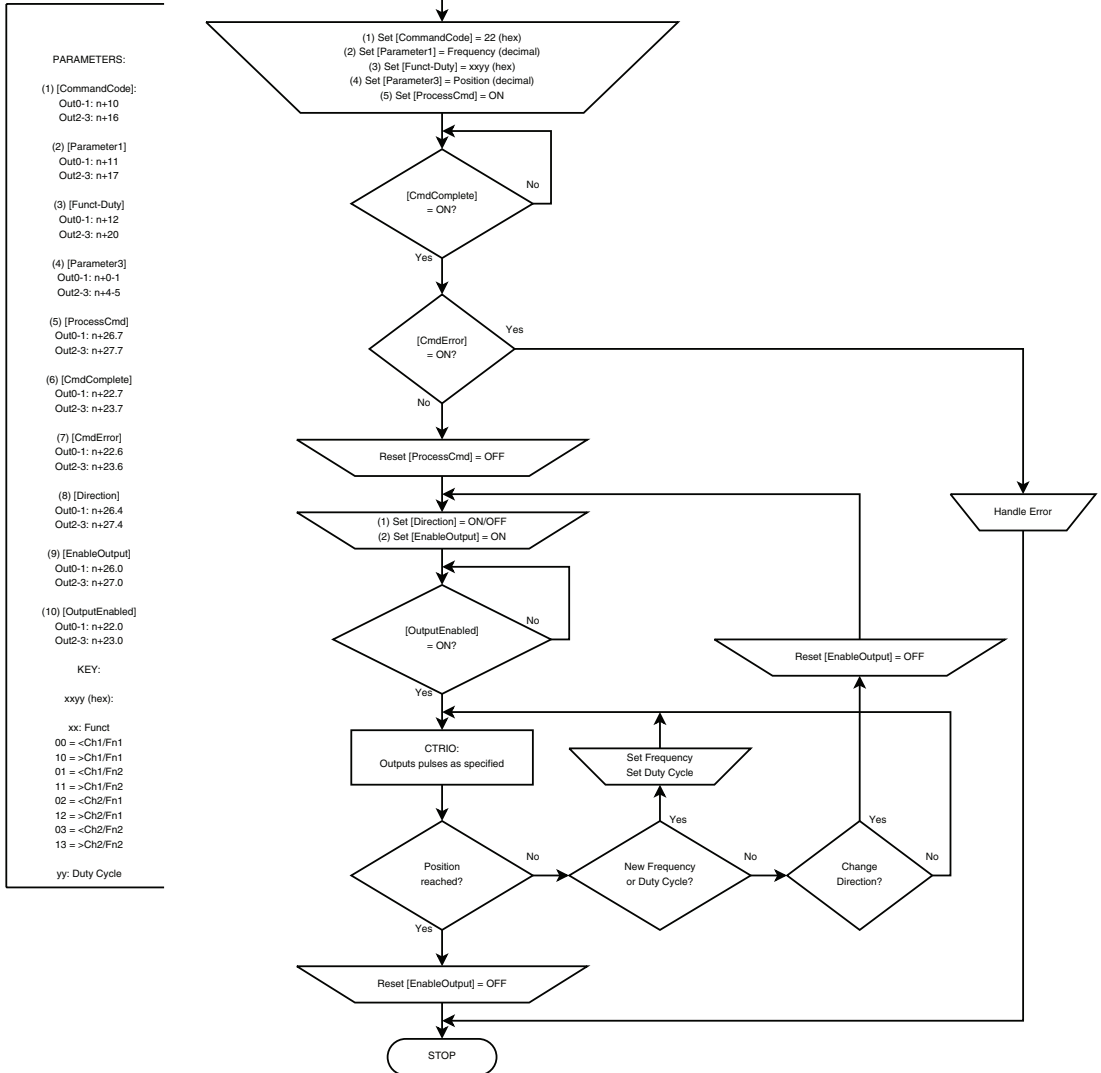 PARAMETERS:
(1) [CommandCode]:
Out0-1: n+10
Out2-3: n+16
(2) [Parameter1]
Out0-1: n+11
Out2-3: n+17
(3) [Funct-Duty]
Out0-1: n+12
Out2-3: n+20
(4) [Parameter3]
Out0-1: n+0-1
Out2-3: n+4-5
(5) [ProcessCmd]
Out0-1: n+26.7
Out2-3: n+27.7
(6) [CmdComplete]
Out0-1: n+22.7
Out2-3: n+23.7
(7) [CmdError]
Out0-1: n+22.6
Out2-3: n+23.6
(8) [Direction]
Out0-1: n+26.4
Out2-3: n+27.4
(9) [EnableOutput]
Out0-1: n+26.0
Out2-3: n+27.0
(10) [OutputEnabled]
Out0-1: n+22.0
Out2-3: n+23.0
KEY:
xxyy (hex):
xx: Funct
00 = <Ch1/Fn1
10 = >Ch1/Fn1
01 = <Ch1/Fn2
11 = >Ch1/Fn2
02 = <Ch2/Fn1
12 = >Ch2/Fn1
03 = <Ch2/Fn2
13 = >Ch2/Fn2
yy: Duty Cycle
(1) Set [CommandCode] = 22 (hex)
(2) Set [Parameter1] = Frequency (decimal)
(3) Set [Funct-Duty] = xxyy (hex)
(4) Set [Parameter3] = Position (decimal)
(5) Set [ProcessCmd] = ON
[CmdComplete]
= ON?
No
Yes
[CmdError]
= ON?
Yes
No
Reset [ProcessCmd] = OFF
Handle Error
(1) Set [Direction] = ON/OFF
(2) Set [EnableOutput] = ON
[OutputEnabled]
= ON?
No
Yes
Reset [EnableOutput] = OFF
CTRIO:
Outputs pulses as specified
Set Frequency
Set Duty Cycle
Yes
Yes
Position
reached?
No
New Frequency
or Duty Cycle?
No
Change
Direction?
No
Yes
Reset [EnableOutput] = OFF
STOP